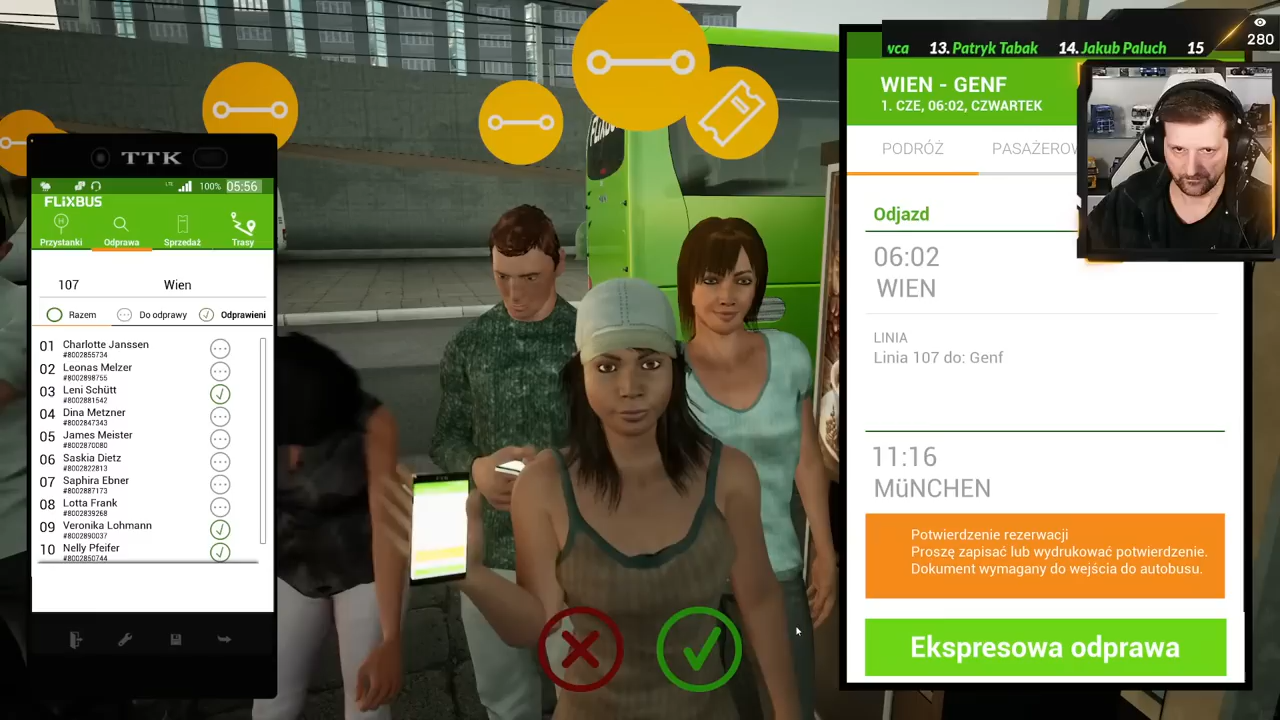 vca 13. Patryk Tabak 14. Jakub Paluch 15
280
WIEN - GENF
1. CZE, 06:02, CZWARTEK
PODRÓŻ PASAŻEROW
Odjazd
06:02
WIEN
LINIA
Linia 107 do: Genf
11:16
MüNCHEN
Potwierdzenie rezerwacji
Proszę zapisać lub wydrukować potwierdzenie.
Dokument wymagany do wejścia do autobusu.
Ekspresowa odprawa
FLIXBUS
TTK
LTE 100% 05:56
FLiXBUS
H
Przystanki Odprawa Sprzedaż Trasy
107 Wien
Razem Do odprawy Odprawieni
01 Charlotte Janssen
#8002855734
02 Leonas Melzer
#8002898755
03 Leni Schütt
#8002881542
04 Dina Metzner
#8002847343
05 James Meister
#8002870080
06 Saskia Dietz
#8002822813
07 Saphira Ebner
#8002887173
08 Lotta Frank
#8002839268
09 Veronika Lohmann
#8002890037
10 Nelly Pfeifer
#8002850744
TTK